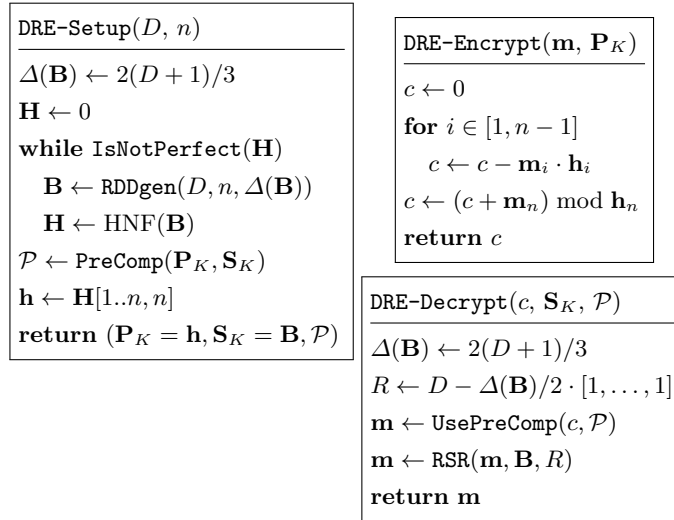 DRE-Setup(D, n)
Δ(B) ← 2(D + 1)/3
H ← 0
while IsNotPerfect(H)
B ← RDDgen(D, n, Δ(B))
H ← HNF(B)
𝒫 ← PreComp(P_K, S_K)
h ← H[1..n, n]
return (P_K = h, S_K = B, 𝒫)
DRE-Encrypt(m, P_K)
c ← 0
for i ∈ [1, n − 1]
c ← c − m_i · h_i
c ← (c + m_n) mod h_n
return c
DRE-Decrypt(c, S_K, 𝒫)
Δ(B) ← 2(D + 1)/3
R ← D − Δ(B)/2 · [1, . . . , 1]
m ← UsePreComp(c, 𝒫)
m ← RSR(m, B, R)
return m